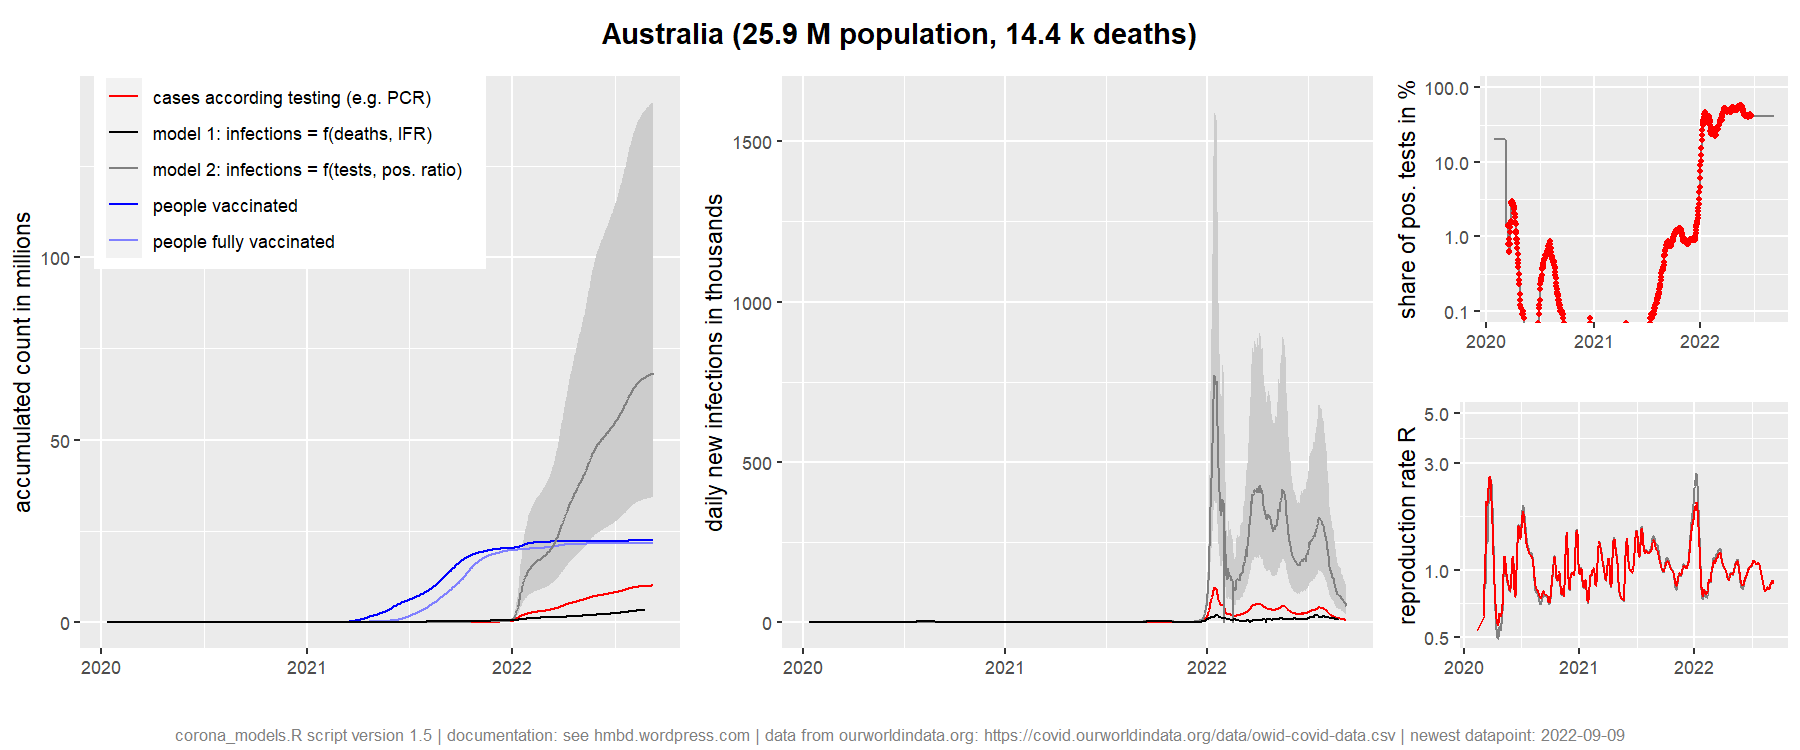 Australia (25.9 M population, 14.4 k deaths)
accumulated count in millions
100
50
0
2020 2021 2022
cases according testing (e.g. PCR)
model 1: infections = f(deaths, IFR)
model 2: infections = f(tests, pos. ratio)
people vaccinated
people fully vaccinated
daily new infections in thousands
1500
1000
500
0
2020 2021 2022
share of pos. tests in %
100.0
10.0
1.0
0.1
2020 2021 2022
reproduction rate R
5.0
3.0
1.0
0.5
2020 2021 2022
corona_models.R script version 1.5 | documentation: see hmbd.wordpress.com | data from ourworldindata.org: https://covid.ourworldindata.org/data/owid-covid-data.csv | newest datapoint: 2022-09-09